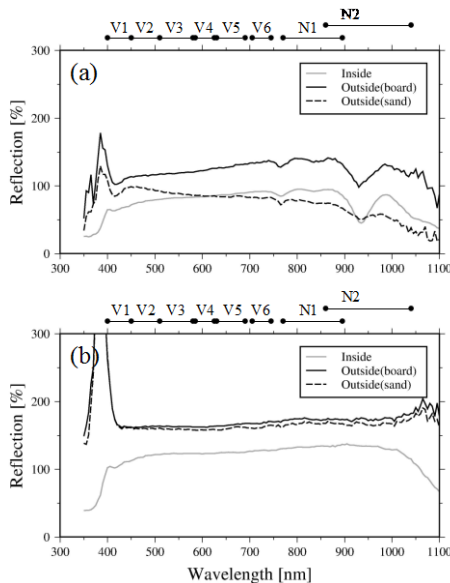 N2
V1 V2 V3 V4 V5 V6 N1
300
(a)
Inside
Outside(board)
Outside(sand)
200
Reflection [%]
100
0
300 400 500 600 700 800 900 1000 1100
N2
V1 V2 V3 V4 V5 V6 N1
300
(b)
Inside
Outside(board)
Outside(sand)
200
Reflection [%]
100
0
300 400 500 600 700 800 900 1000 1100
Wavelength [nm]